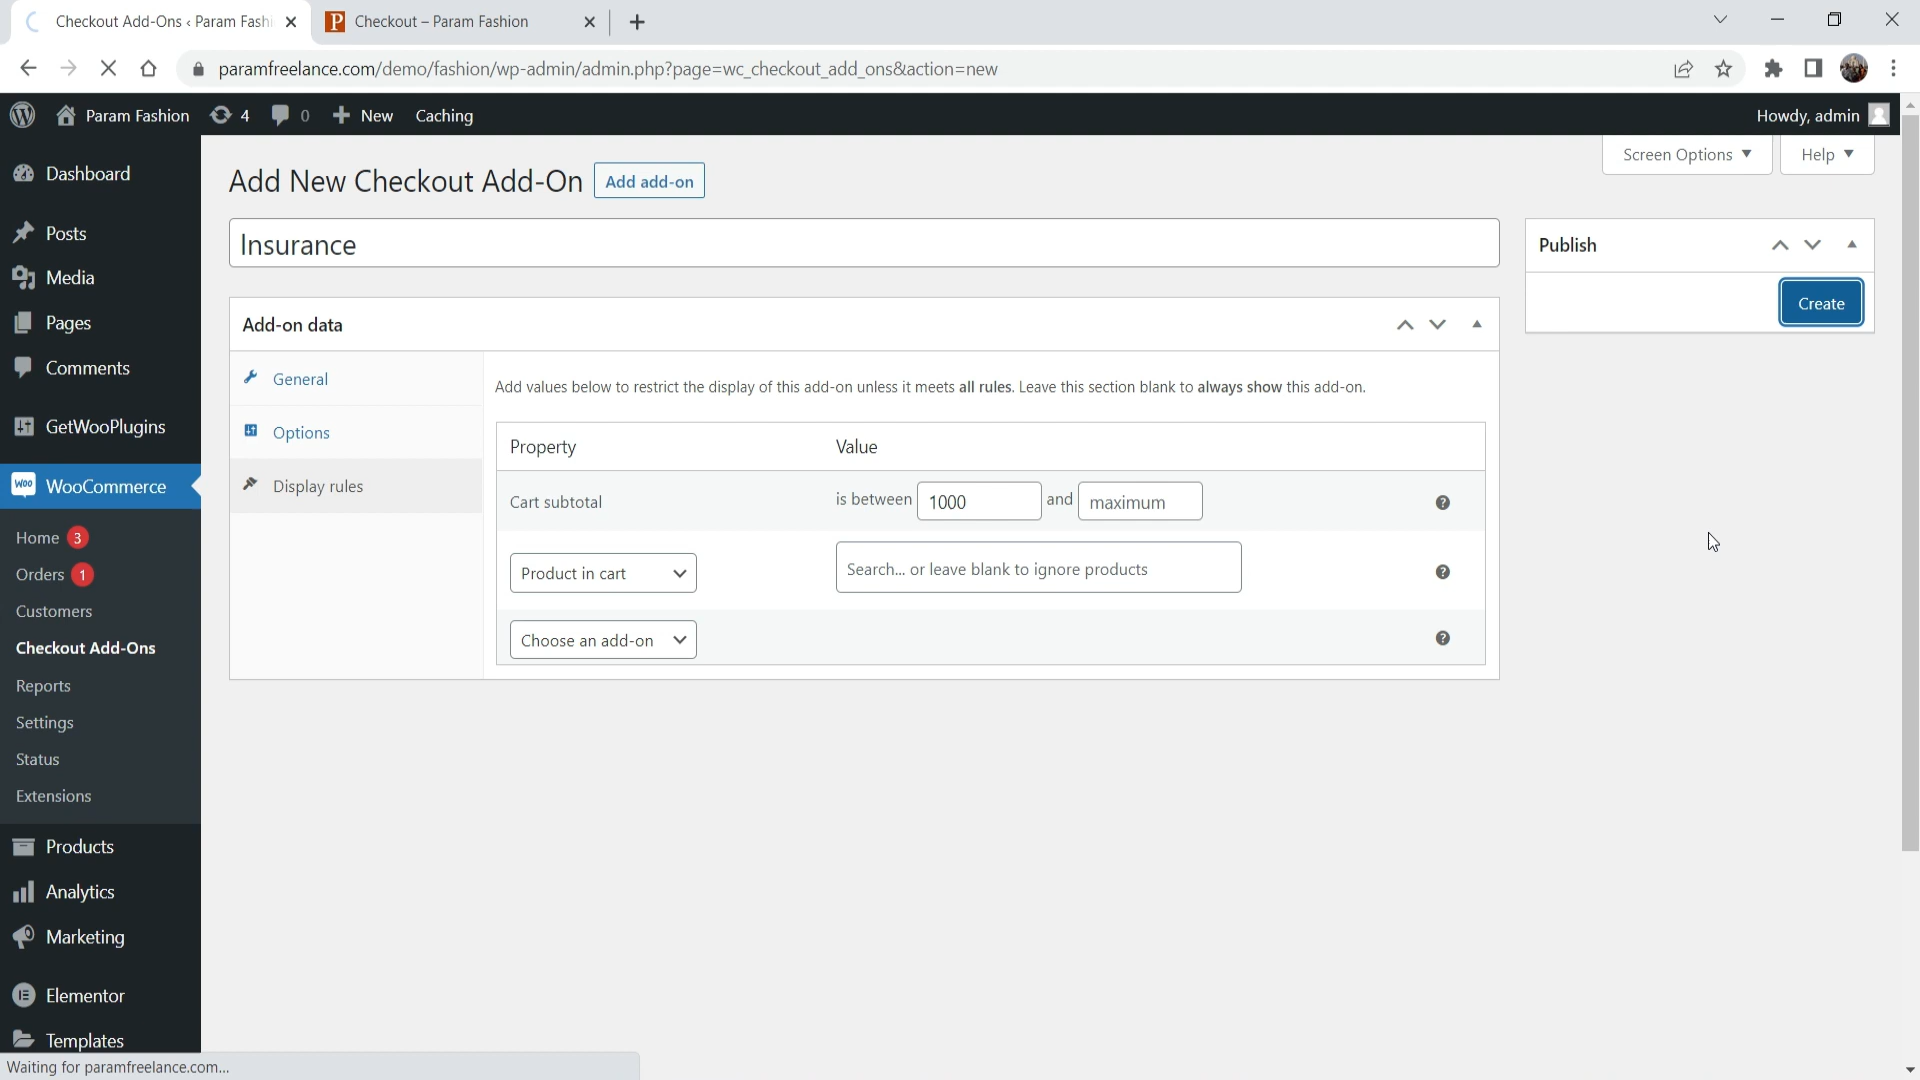 Checkout Add-Ons ‹ Param Fashi
Checkout – Param Fashion
paramfreelance.com/demo/fashion/wp-admin/admin.php?page=wc_checkout_add_ons&action=new
Param Fashion
4
0
New
Caching
Howdy, admin
Dashboard
Posts
Media
Pages
Comments
GetWooPlugins
WooCommerce
Home 3
Orders 1
Customers
Checkout Add-Ons
Reports
Settings
Status
Extensions
Products
Analytics
Marketing
Elementor
Templates
Screen Options
Help
Add New Checkout Add-On
Add add-on
Insurance
Publish
Create
Add-on data
General
Options
Display rules
Add values below to restrict the display of this add-on unless it meets all rules. Leave this section blank to always show this add-on.
Property Value
Cart subtotal is between 1000 and maximum
Product in cart Search... or leave blank to ignore products
Choose an add-on
Waiting for paramfreelance.com...